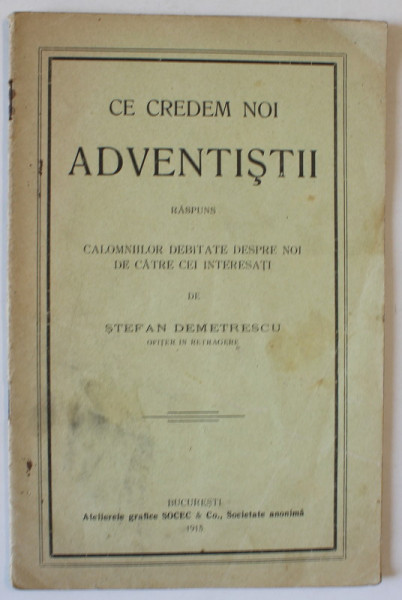 CE CREDEM NOI
ADVENTIŞTII
RĂSPUNS
CALOMNIILOR DEBITATE DESPRE NOI
DE CĂTRE CEI INTERESAŢI
DE
ŞTEFAN DEMETRESCU
OFIŢER IN RETRAGERE
BUCUREŞTI
Atelierele grafice SOCEC & Co., Societate anonimă
1915